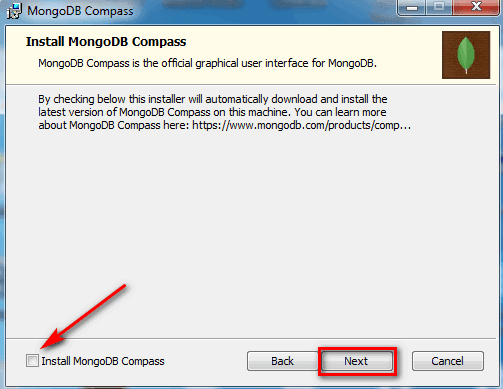 MongoDB Compass
Install MongoDB Compass
MongoDB Compass is the official graphical user interface for MongoDB.
By checking below this installer will automatically download and install the
latest version of MongoDB Compass on this machine. You can learn more
about MongoDB Compass here: https://www.mongodb.com/products/comp...
Install MongoDB Compass
Back
Next
Cancel